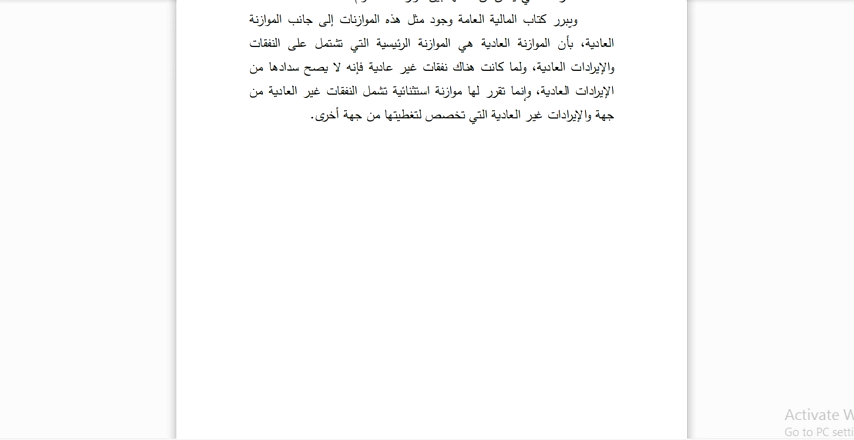 ويبرر كتاب المالية العامة وجود مثل هذه الموازنات إلى جانب الموازنة
العادية، بأن الموازنة العادية هي الموازنة الرئيسية التي تشتمل على النفقات
والإيرادات العادية، ولما كانت هناك نفقات غير عادية فإنه لا يصح سدادها من
الإيرادات العادية، وإنما تقرر لها موازنة استثنائية تشمل النفقات غير العادية من
جهة والإيرادات غير العادية التي تخصص لتغطيتها من جهة أخرى.
Activate W
Go to PC setti